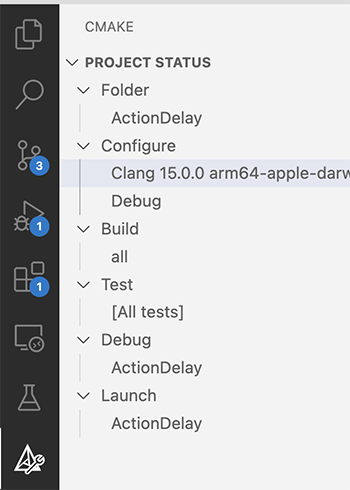 CMAKE
PROJECT STATUS
Folder
ActionDelay
Configure
Clang 15.0.0 arm64-apple-darw
3
Debug
1
Build
all
1
Test
[All tests]
Debug
ActionDelay
Launch
ActionDelay